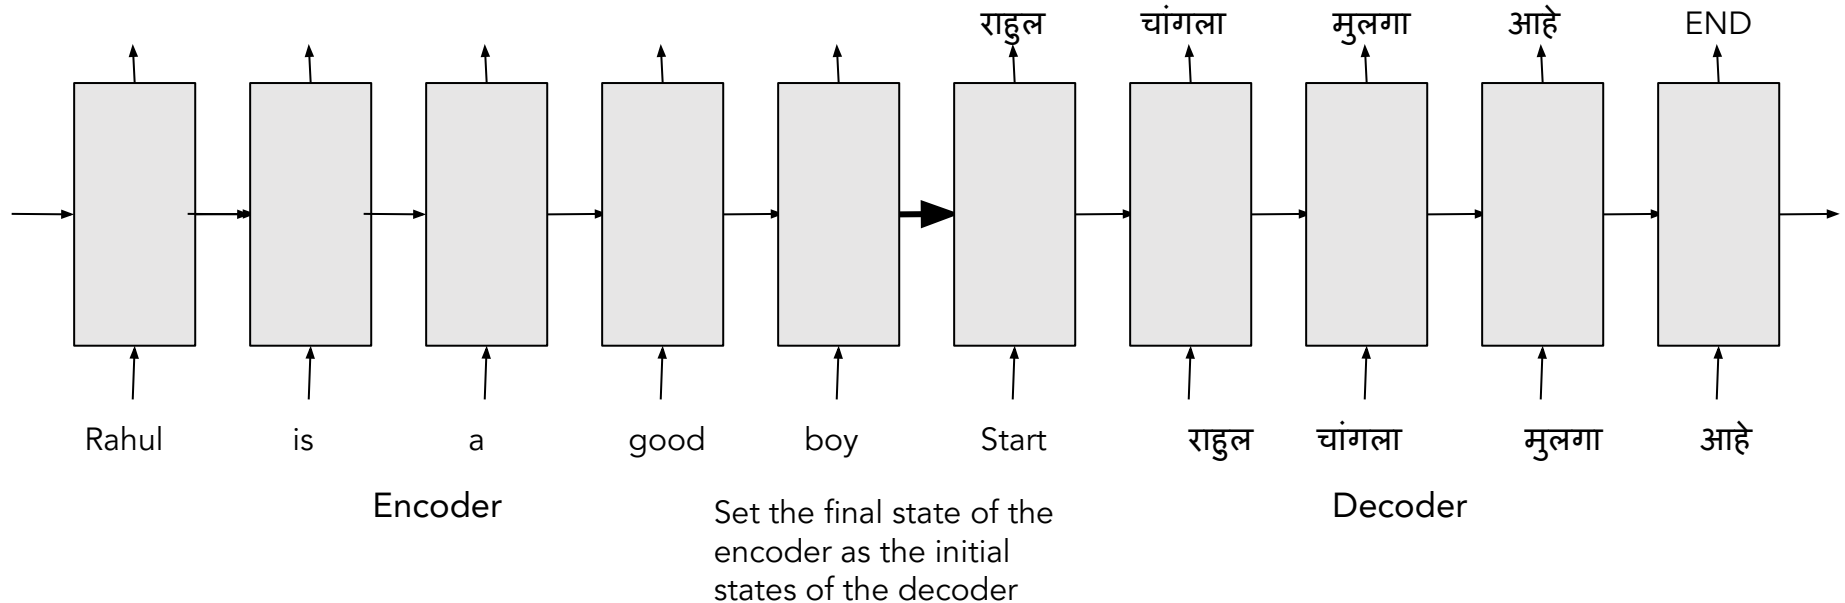 राहुल चांगला मुलगा आहे END
Rahul is a good boy Start राहुल चांगला मुलगा आहे
Encoder
Decoder
Set the final state of the
encoder as the initial
states of the decoder